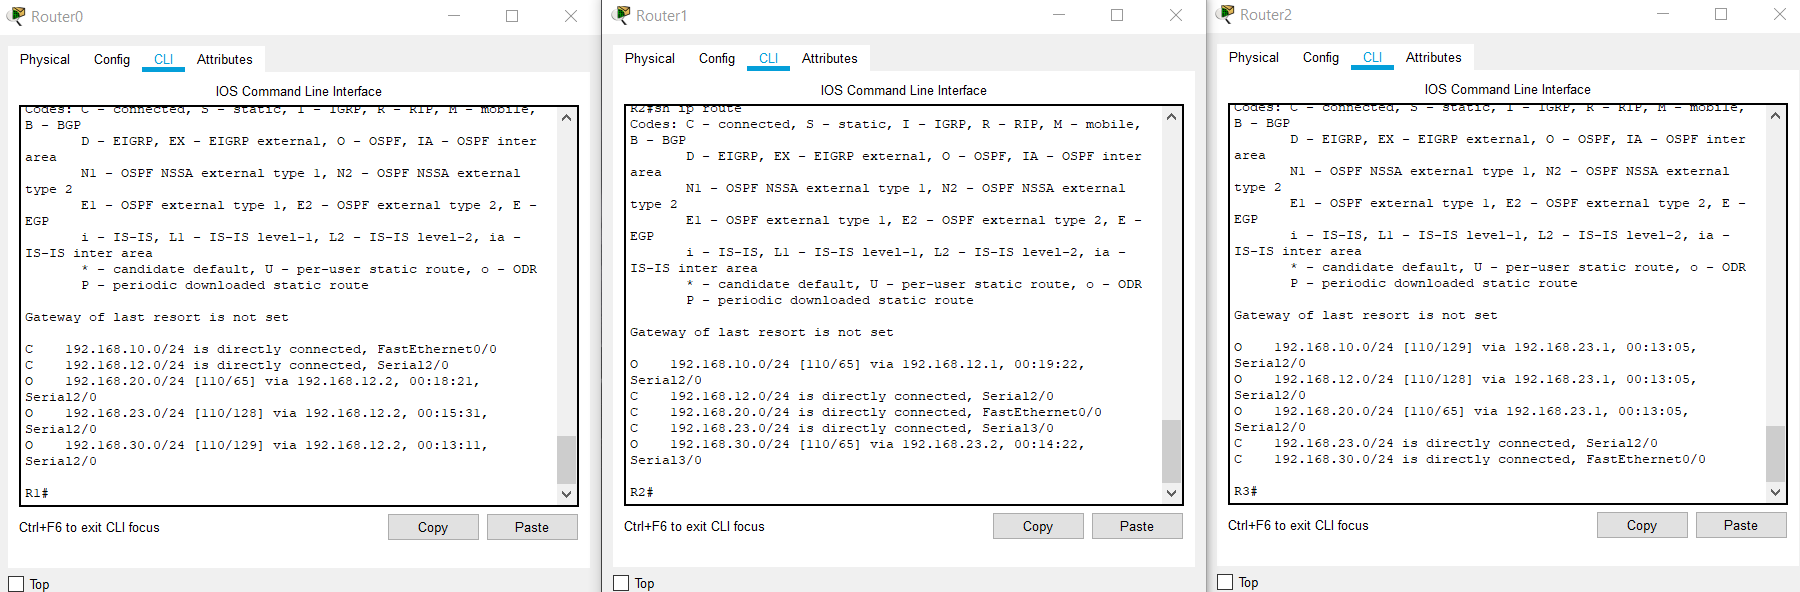 Router0
Physical Config CLI Attributes
IOS Command Line Interface
Codes: C - connected, S - static, I - IGRP, R - RIP, M - mobile,
B - BGP
D - EIGRP, EX - EIGRP external, O - OSPF, IA - OSPF inter
area
N1 - OSPF NSSA external type 1, N2 - OSPF NSSA external
type 2
E1 - OSPF external type 1, E2 - OSPF external type 2, E -
EGP
i - IS-IS, L1 - IS-IS level-1, L2 - IS-IS level-2, ia -
IS-IS inter area
* - candidate default, U - per-user static route, o - ODR
P - periodic downloaded static route
Gateway of last resort is not set
C 192.168.10.0/24 is directly connected, FastEthernet0/0
C 192.168.12.0/24 is directly connected, Serial2/0
O 192.168.20.0/24 [110/65] via 192.168.12.2, 00:18:21,
Serial2/0
O 192.168.23.0/24 [110/128] via 192.168.12.2, 00:15:31,
Serial2/0
O 192.168.30.0/24 [110/129] via 192.168.12.2, 00:13:11,
Serial2/0
R1#
Ctrl+F6 to exit CLI focus
Copy Paste
Top
Router1
Physical Config CLI Attributes
IOS Command Line Interface
R2#sh ip route
Codes: C - connected, S - static, I - IGRP, R - RIP, M - mobile,
B - BGP
D - EIGRP, EX - EIGRP external, O - OSPF, IA - OSPF inter
area
N1 - OSPF NSSA external type 1, N2 - OSPF NSSA external
type 2
E1 - OSPF external type 1, E2 - OSPF external type 2, E -
EGP
i - IS-IS, L1 - IS-IS level-1, L2 - IS-IS level-2, ia -
IS-IS inter area
* - candidate default, U - per-user static route, o - ODR
P - periodic downloaded static route
Gateway of last resort is not set
O 192.168.10.0/24 [110/65] via 192.168.12.1, 00:19:22,
Serial2/0
C 192.168.12.0/24 is directly connected, Serial2/0
C 192.168.20.0/24 is directly connected, FastEthernet0/0
C 192.168.23.0/24 is directly connected, Serial3/0
O 192.168.30.0/24 [110/65] via 192.168.23.2, 00:14:22,
Serial3/0
R2#
Ctrl+F6 to exit CLI focus
Copy Paste
Top
Router2
Physical Config CLI Attributes
IOS Command Line Interface
Codes: C - connected, S - static, I - IGRP, R - RIP, M - mobile,
B - BGP
D - EIGRP, EX - EIGRP external, O - OSPF, IA - OSPF inter
area
N1 - OSPF NSSA external type 1, N2 - OSPF NSSA external
type 2
E1 - OSPF external type 1, E2 - OSPF external type 2, E -
EGP
i - IS-IS, L1 - IS-IS level-1, L2 - IS-IS level-2, ia -
IS-IS inter area
* - candidate default, U - per-user static route, o - ODR
P - periodic downloaded static route
Gateway of last resort is not set
O 192.168.10.0/24 [110/129] via 192.168.23.1, 00:13:05,
Serial2/0
O 192.168.12.0/24 [110/128] via 192.168.23.1, 00:13:05,
Serial2/0
O 192.168.20.0/24 [110/65] via 192.168.23.1, 00:13:05,
Serial2/0
C 192.168.23.0/24 is directly connected, Serial2/0
C 192.168.30.0/24 is directly connected, FastEthernet0/0
R3#
Ctrl+F6 to exit CLI focus
Copy Paste
Top